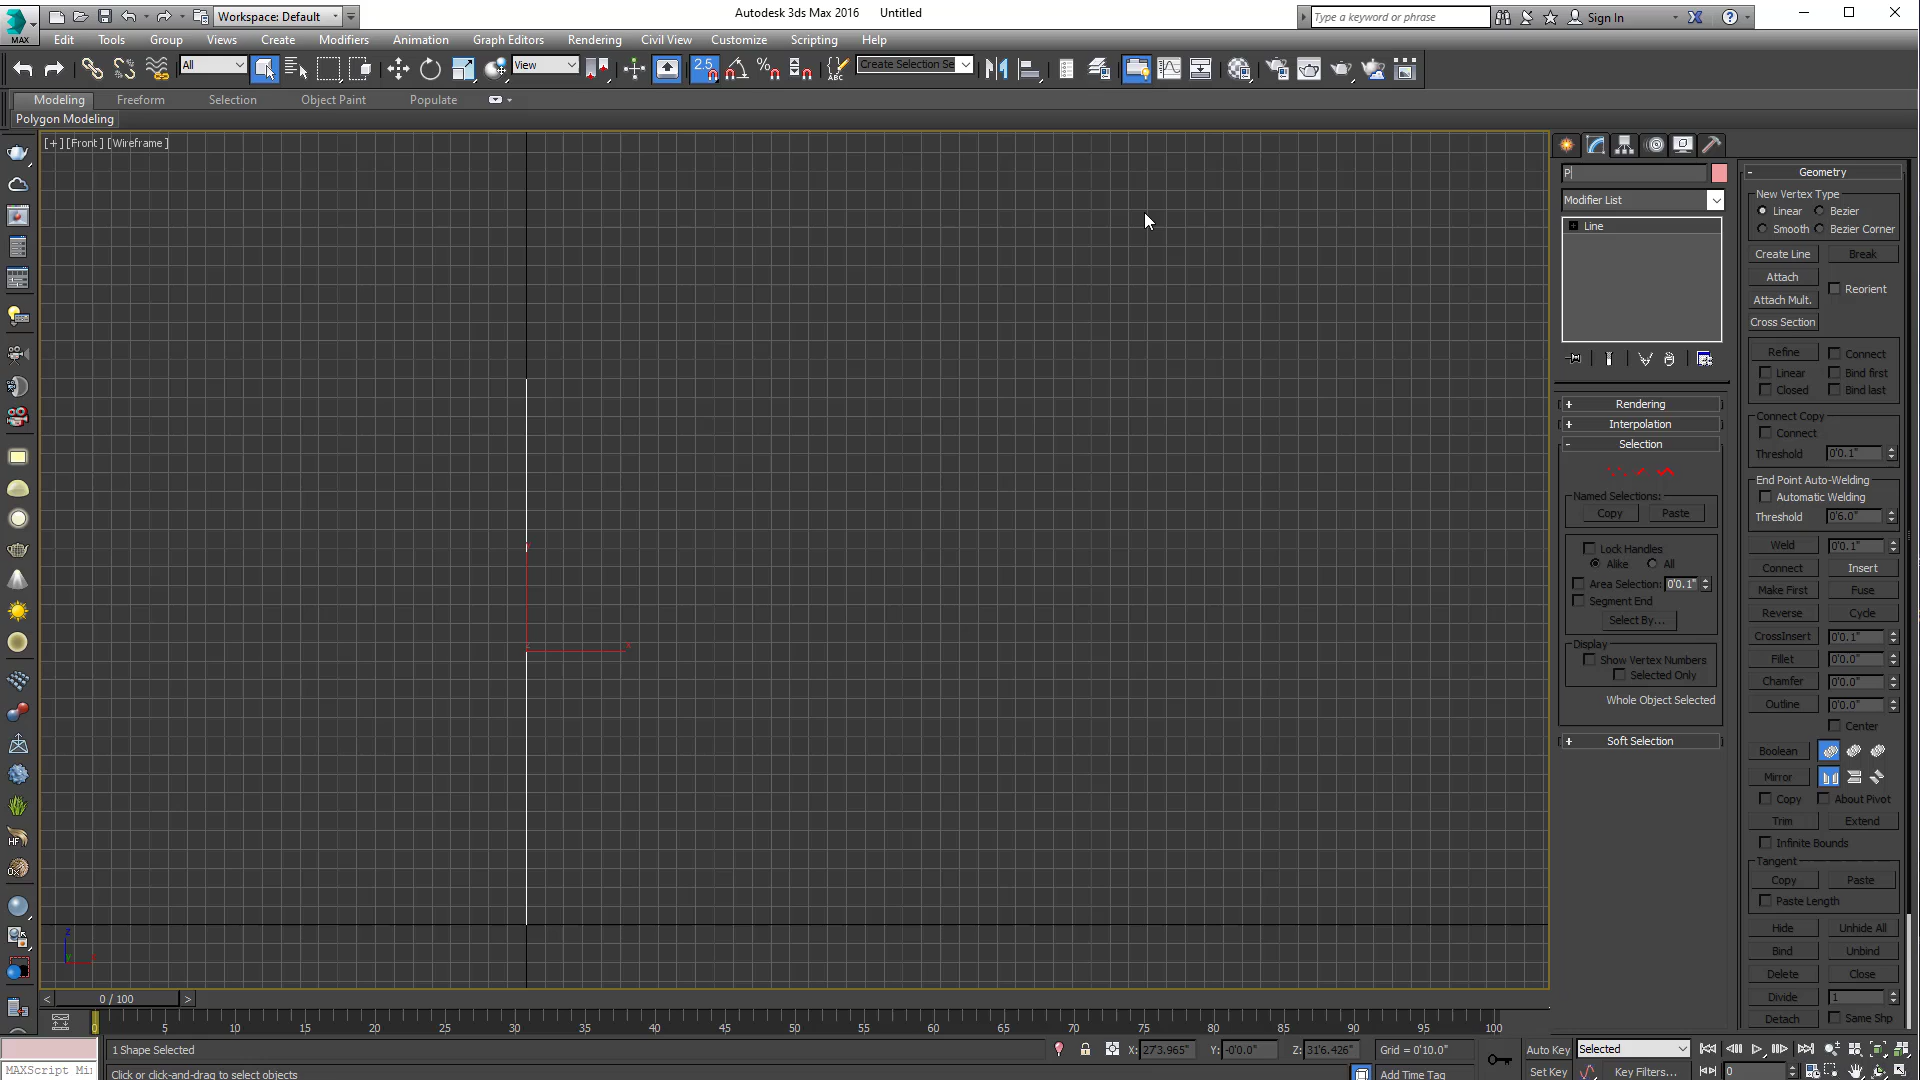 Workspace: Default
Autodesk 3ds Max 2016 Untitled
Type a keyword or phrase
Sign In
MAX
Edit Tools Group Views Create Modifiers Animation Graph Editors Rendering Civil View Customize Scripting Help
All
View
2.5
ABC
Create Selection Se
Modeling Freeform Selection Object Paint Populate
Polygon Modeling
[+] [Front ] [Wireframe ]
P
Modifier List
Line
Rendering
Interpolation
Selection
Named Selections:
Copy Paste
Lock Handles
Alike All
Area Selection: 0'0.1"
Segment End
Select By...
Display
Show Vertex Numbers
Selected Only
Whole Object Selected
Soft Selection
Geometry
New Vertex Type
Linear Bezier
Smooth Bezier Corner
Create Line Break
Attach
Reorient
Attach Mult.
Cross Section
Refine Connect
Linear Bind first
Closed Bind last
Connect Copy
Connect
Threshold 0'0.1"
End Point Auto-Welding
Automatic Welding
Threshold 0'6.0"
Weld 0'0.1"
Connect Insert
Make First Fuse
Reverse Cycle
CrossInsert 0'0.1"
Fillet 0'0.0"
Chamfer 0'0.0"
Outline 0'0.0"
Center
Boolean
Mirror
Copy About Pivot
Trim Extend
Infinite Bounds
Tangent
Copy Paste
Paste Length
Hide Unhide All
Bind Unbind
Delete Close
Divide 1
Detach Same Shp
x
z
< 0 / 100 >
0 5 10 15 20 25 30 35 40 45 50 55 60 65 70 75 80 85 90 95 100
1 Shape Selected
X: 27'3.965" Y: -0'0.0" Z: 31'6.426" Grid = 0'10.0"
Auto Key Selected
MAXScript Mi
Click or click-and-drag to select objects
Add Time Tag
Set Key Key Filters...
0